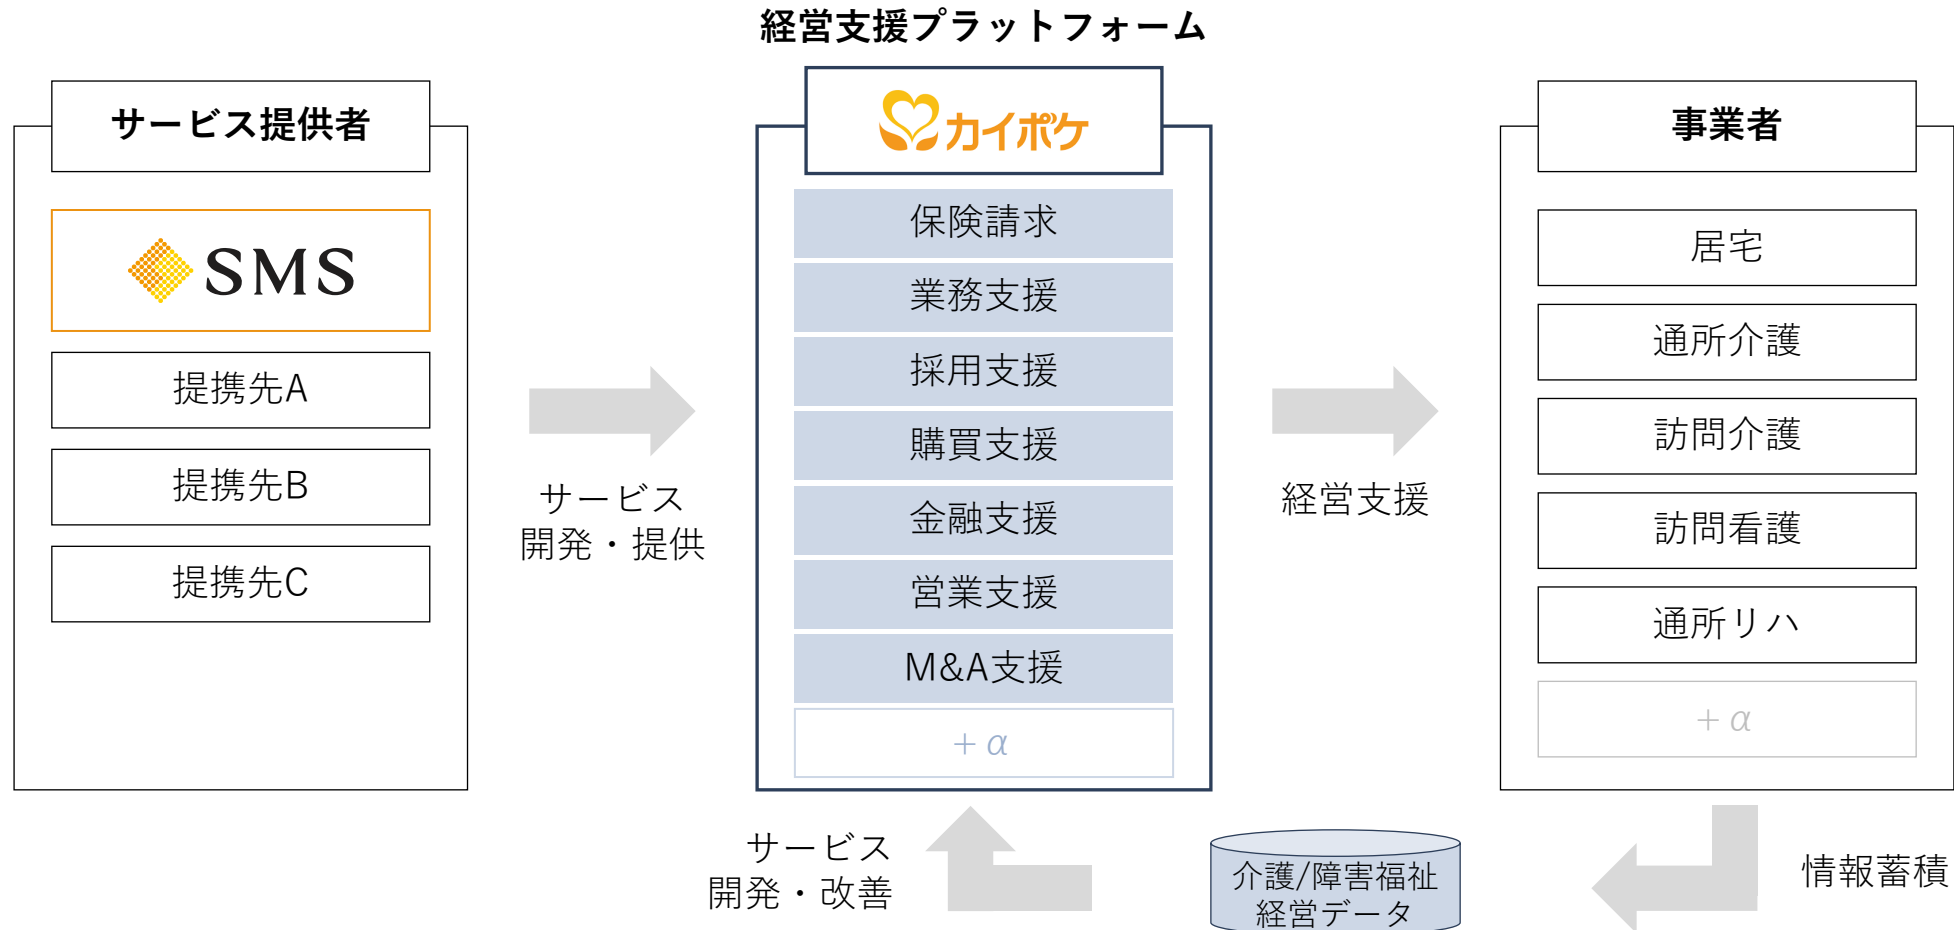 経営支援プラットフォーム
サービス提供者
SMS
提携先A
提携先B
提携先C
サービス
開発・提供
カイポケ
保険請求
業務支援
採用支援
購買支援
金融支援
営業支援
M&A支援
+α
経営支援
事業者
居宅
通所介護
訪問介護
訪問看護
通所リハ
+α
情報蓄積
介護/障害福祉
経営データ
サービス
開発・改善